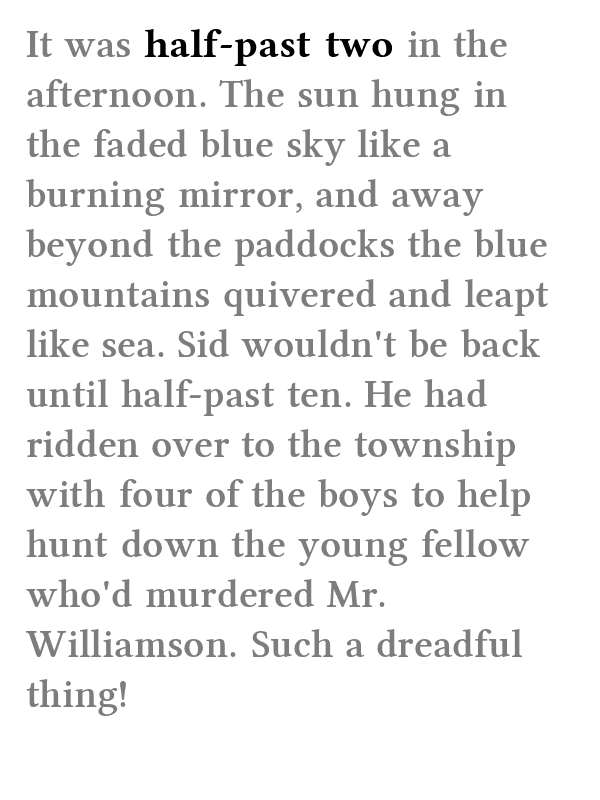 It was half-past two in the
afternoon. The sun hung in
the faded blue sky like a
burning mirror, and away
beyond the paddocks the blue
mountains quivered and leapt
like sea. Sid wouldn't be back
until half-past ten. He had
ridden over to the township
with four of the boys to help
hunt down the young fellow
who'd murdered Mr.
Williamson. Such a dreadful
thing!